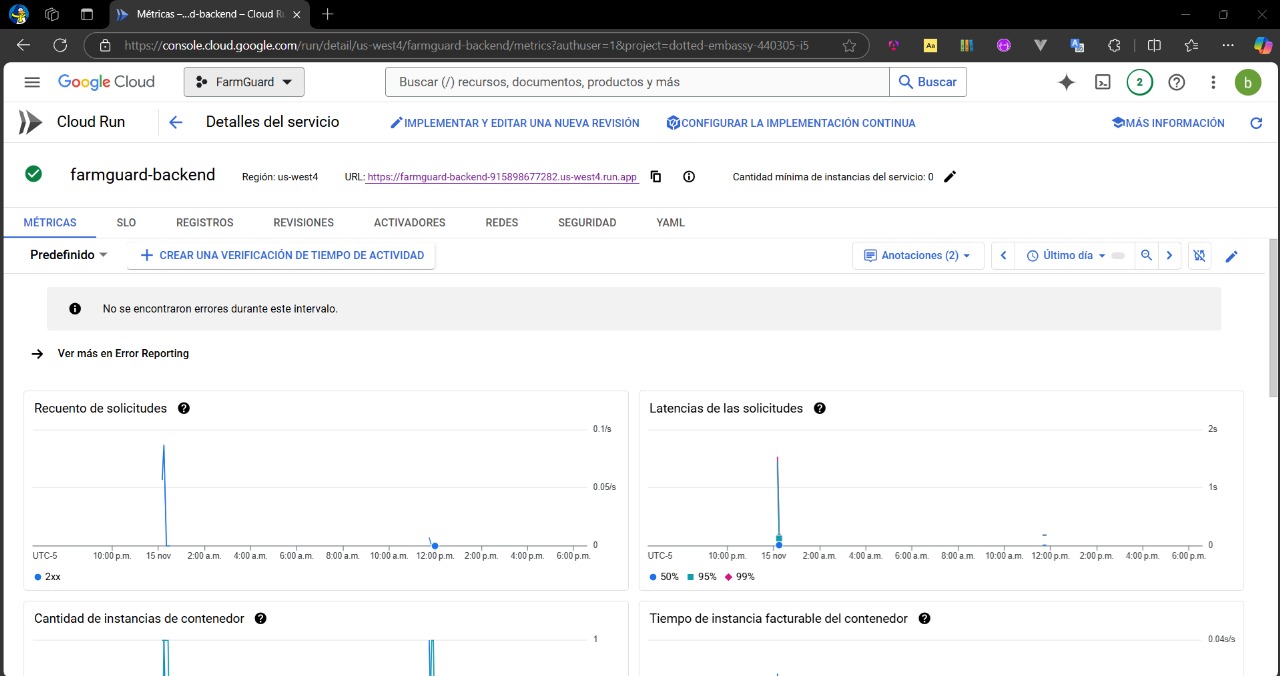 Métricas –...d-backend – Cloud Ru
https://console.cloud.google.com/run/detail/us-west4/farmguard-backend/metrics?authuser=1&project=dotted-embassy-440305-i5
Aa
Google Cloud
FarmGuard
Buscar (/) recursos, documentos, productos y más
Buscar
2
b
Cloud Run
Detalles del servicio
IMPLEMENTAR Y EDITAR UNA NUEVA REVISIÓN
CONFIGURAR LA IMPLEMENTACIÓN CONTINUA
MÁS INFORMACIÓN
farmguard-backend
Región: us-west4
URL: https://farmguard-backend-915898677282.us-west4.run.app
Cantidad mínima de instancias del servicio: 0
MÉTRICAS SLO REGISTROS REVISIONES ACTIVADORES REDES SEGURIDAD YAML
Predefinido
CREAR UNA VERIFICACIÓN DE TIEMPO DE ACTIVIDAD
Anotaciones (2)
Último día
No se encontraron errores durante este intervalo.
Ver más en Error Reporting
Recuento de solicitudes
0.1/s
0.05/s
0
UTC-5 10:00 p.m. 15 nov 2:00 a.m. 4:00 a.m. 6:00 a.m. 8:00 a.m. 10:00 a.m. 12:00 p.m. 2:00 p.m. 4:00 p.m. 6:00 p.m.
2xx
Latencias de las solicitudes
2s
1s
0
UTC-5 10:00 p.m. 15 nov 2:00 a.m. 4:00 a.m. 6:00 a.m. 8:00 a.m. 10:00 a.m. 12:00 p.m. 2:00 p.m. 4:00 p.m. 6:00 p.m.
50% 95% 99%
Cantidad de instancias de contenedor
1
Tiempo de instancia facturable del contenedor
0.04s/s